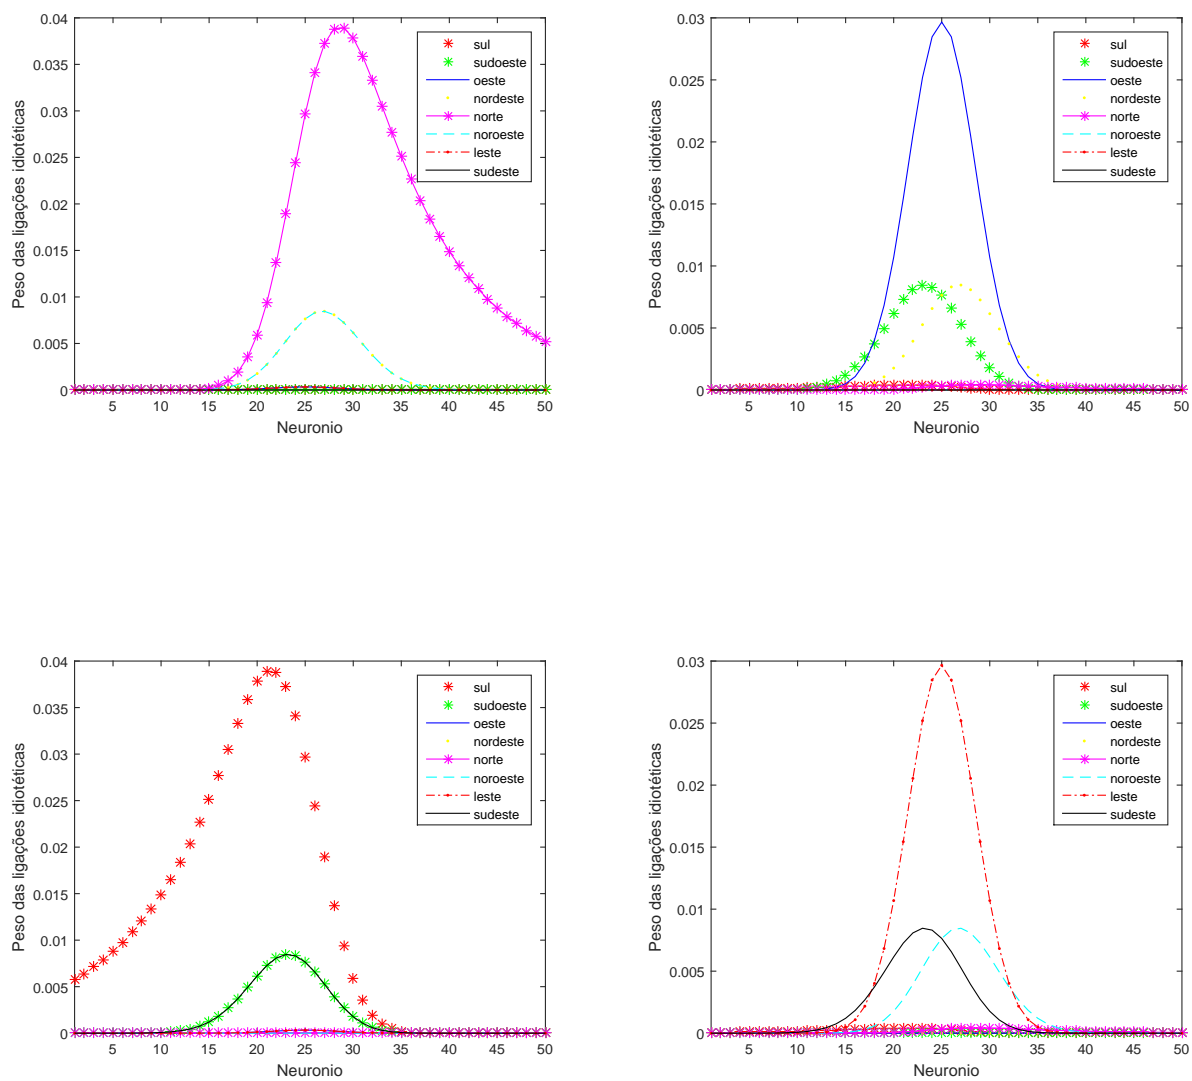 0.04
0.035
0.03
0.025
0.02
0.015
0.01
0.005
0
5 10 15 20 25 30 35 40 45 50
Neuronio
Peso das ligações idiotéticas
sul
sudoeste
oeste
nordeste
norte
noroeste
leste
sudeste
0.03
0.025
0.02
0.015
0.01
0.005
0
5 10 15 20 25 30 35 40 45 50
Neuronio
Peso das ligações idiotéticas
sul
sudoeste
oeste
nordeste
norte
noroeste
leste
sudeste
0.04
0.035
0.03
0.025
0.02
0.015
0.01
0.005
0
5 10 15 20 25 30 35 40 45 50
Neuronio
Peso das ligações idiotéticas
sul
sudoeste
oeste
nordeste
norte
noroeste
leste
sudeste
0.03
0.025
0.02
0.015
0.01
0.005
0
5 10 15 20 25 30 35 40 45 50
Neuronio
Peso das ligações idiotéticas
sul
sudoeste
oeste
nordeste
norte
noroeste
leste
sudeste